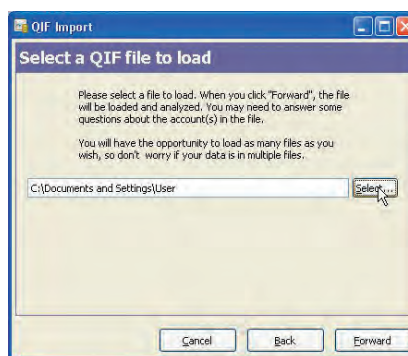 QIF Import
Select a QIF file to load
Please select a file to load. When you click "Forward", the file
will be loaded and analyzed. You may need to answer some
questions about the account(s) in the file.
You will have the opportunity to load as many files as you
wish, so don't worry if your data is in multiple files.
C:\Documents and Settings\User
Select...
Cancel
Back
Forward